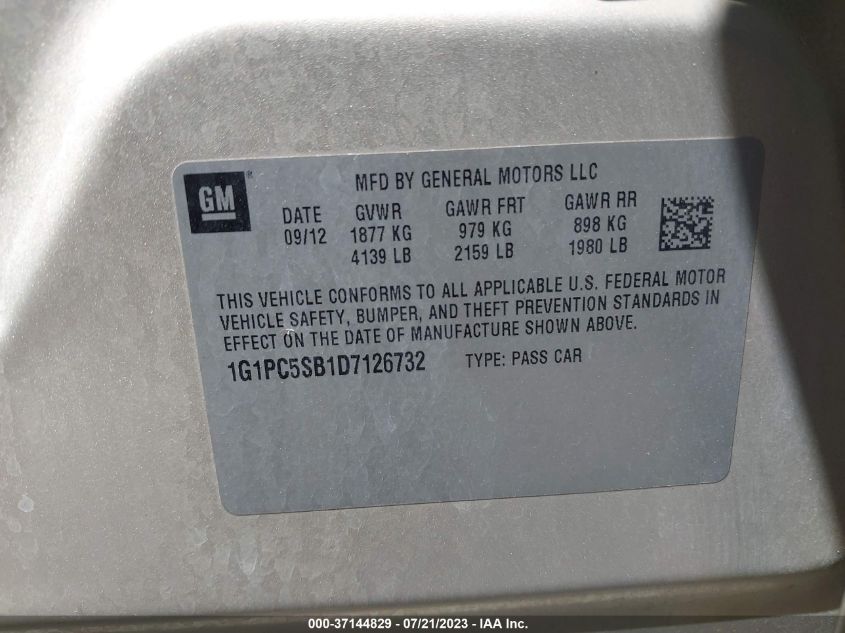 GM®
MFD BY GENERAL MOTORS LLC
DATE GVWR GAWR FRT GAWR RR
09/12 1877 KG 979 KG 898 KG
4139 LB 2159 LB 1980 LB
THIS VEHICLE CONFORMS TO ALL APPLICABLE U.S. FEDERAL MOTOR
VEHICLE SAFETY, BUMPER, AND THEFT PREVENTION STANDARDS IN
EFFECT ON THE DATE OF MANUFACTURE SHOWN ABOVE.
1G1PC5SB1D7126732 TYPE: PASS CAR
000-37144829 - 07/21/2023 - IAA Inc.